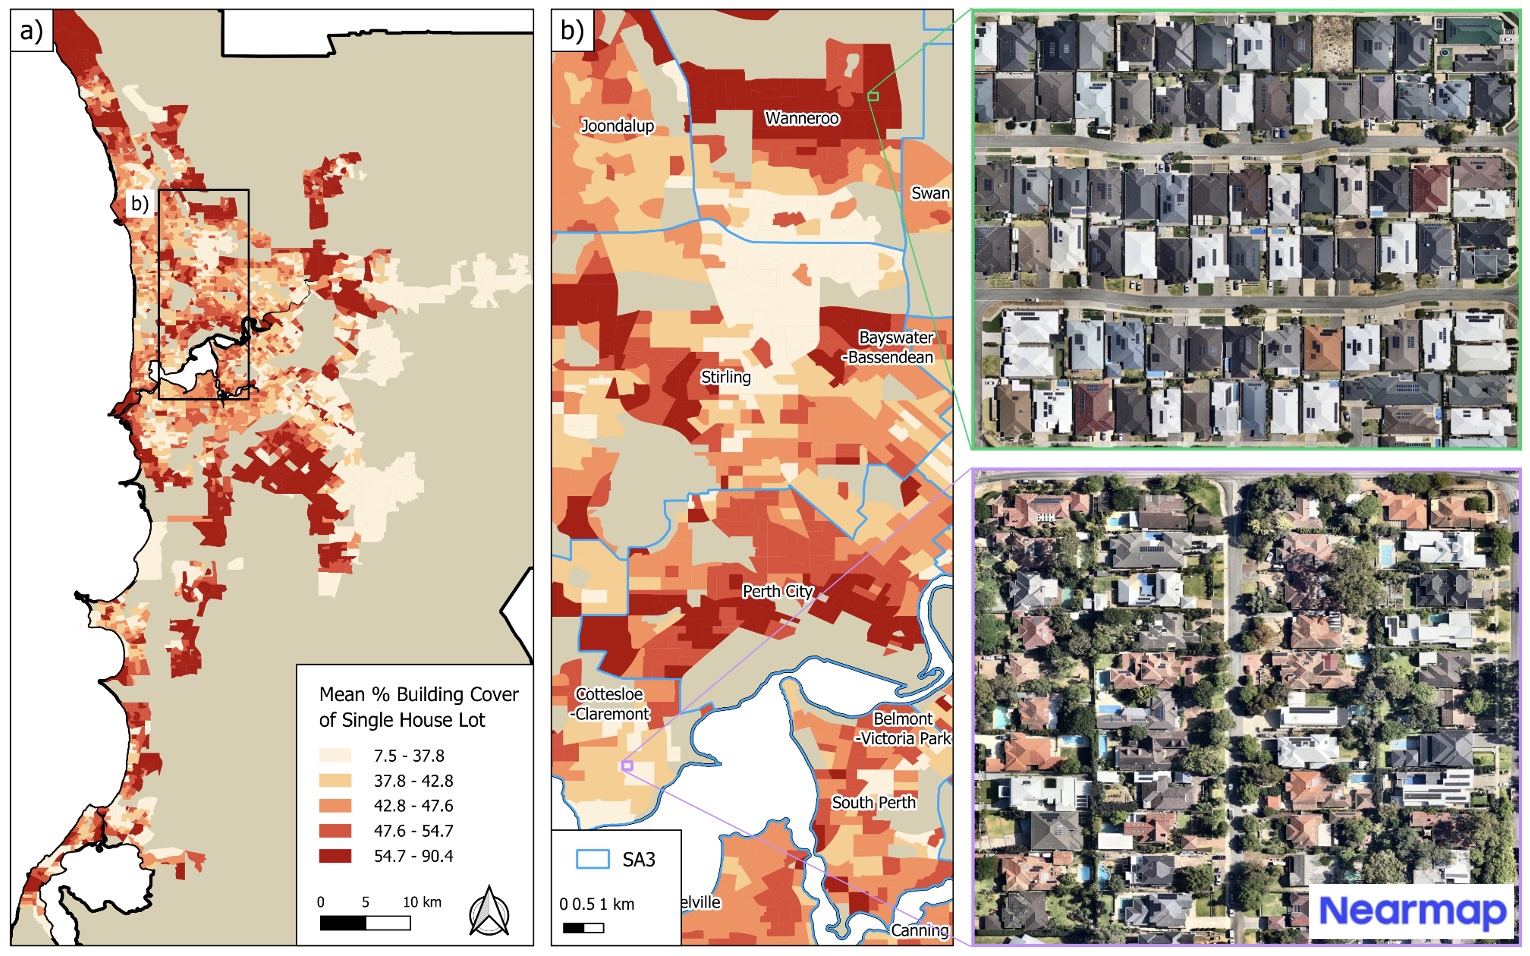 a)
b)
Mean % Building Cover
of Single House Lot
7.5 - 37.8
37.8 - 42.8
42.8 - 47.6
47.6 - 54.7
54.7 - 90.4
0 5 10 km
b)
Joondalup
Wanneroo
Swan
Bayswater
-Bassendean
Stirling
Perth City
Cottesloe
-Claremont
Belmont
-Victoria Park
South Perth
SA3
0 0.5 1 km
elville
Canning
Nearmap